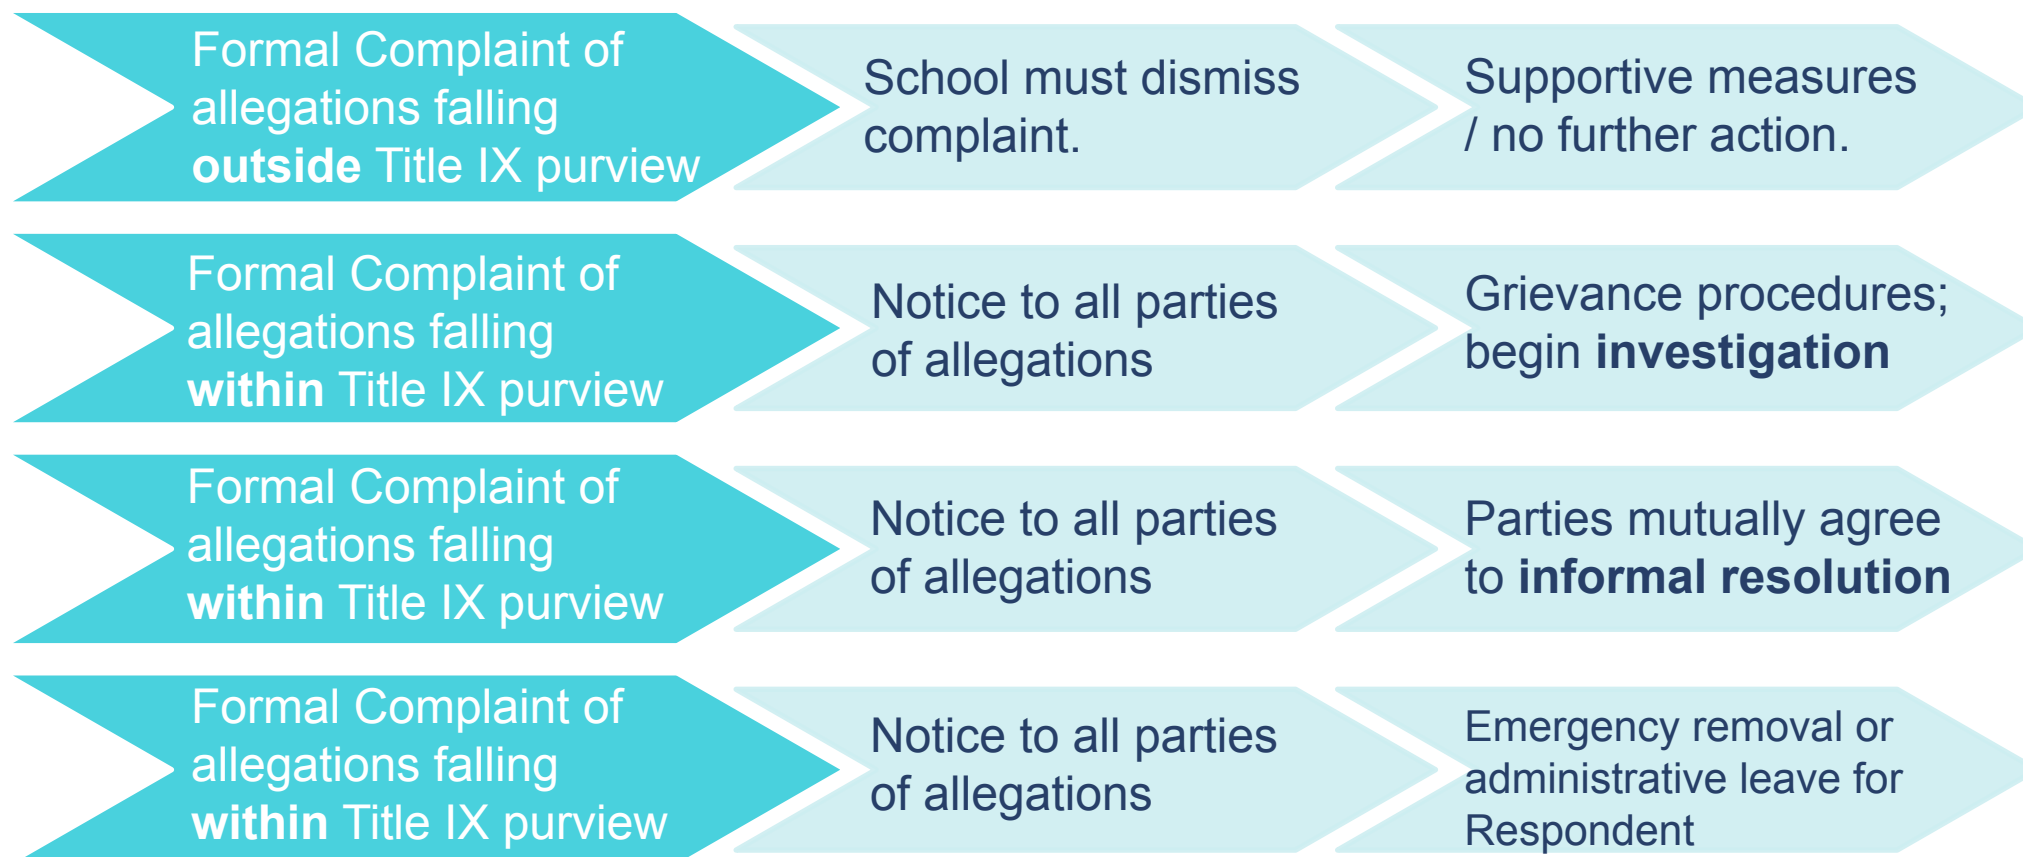 Formal Complaint of
allegations falling
outside Title IX purview
School must dismiss
complaint.
Supportive measures
/ no further action.
Formal Complaint of
allegations falling
within Title IX purview
Notice to all parties
of allegations
Grievance procedures;
begin investigation
Formal Complaint of
allegations falling
within Title IX purview
Notice to all parties
of allegations
Parties mutually agree
to informal resolution
Formal Complaint of
allegations falling
within Title IX purview
Notice to all parties
of allegations
Emergency removal or
administrative leave for
Respondent